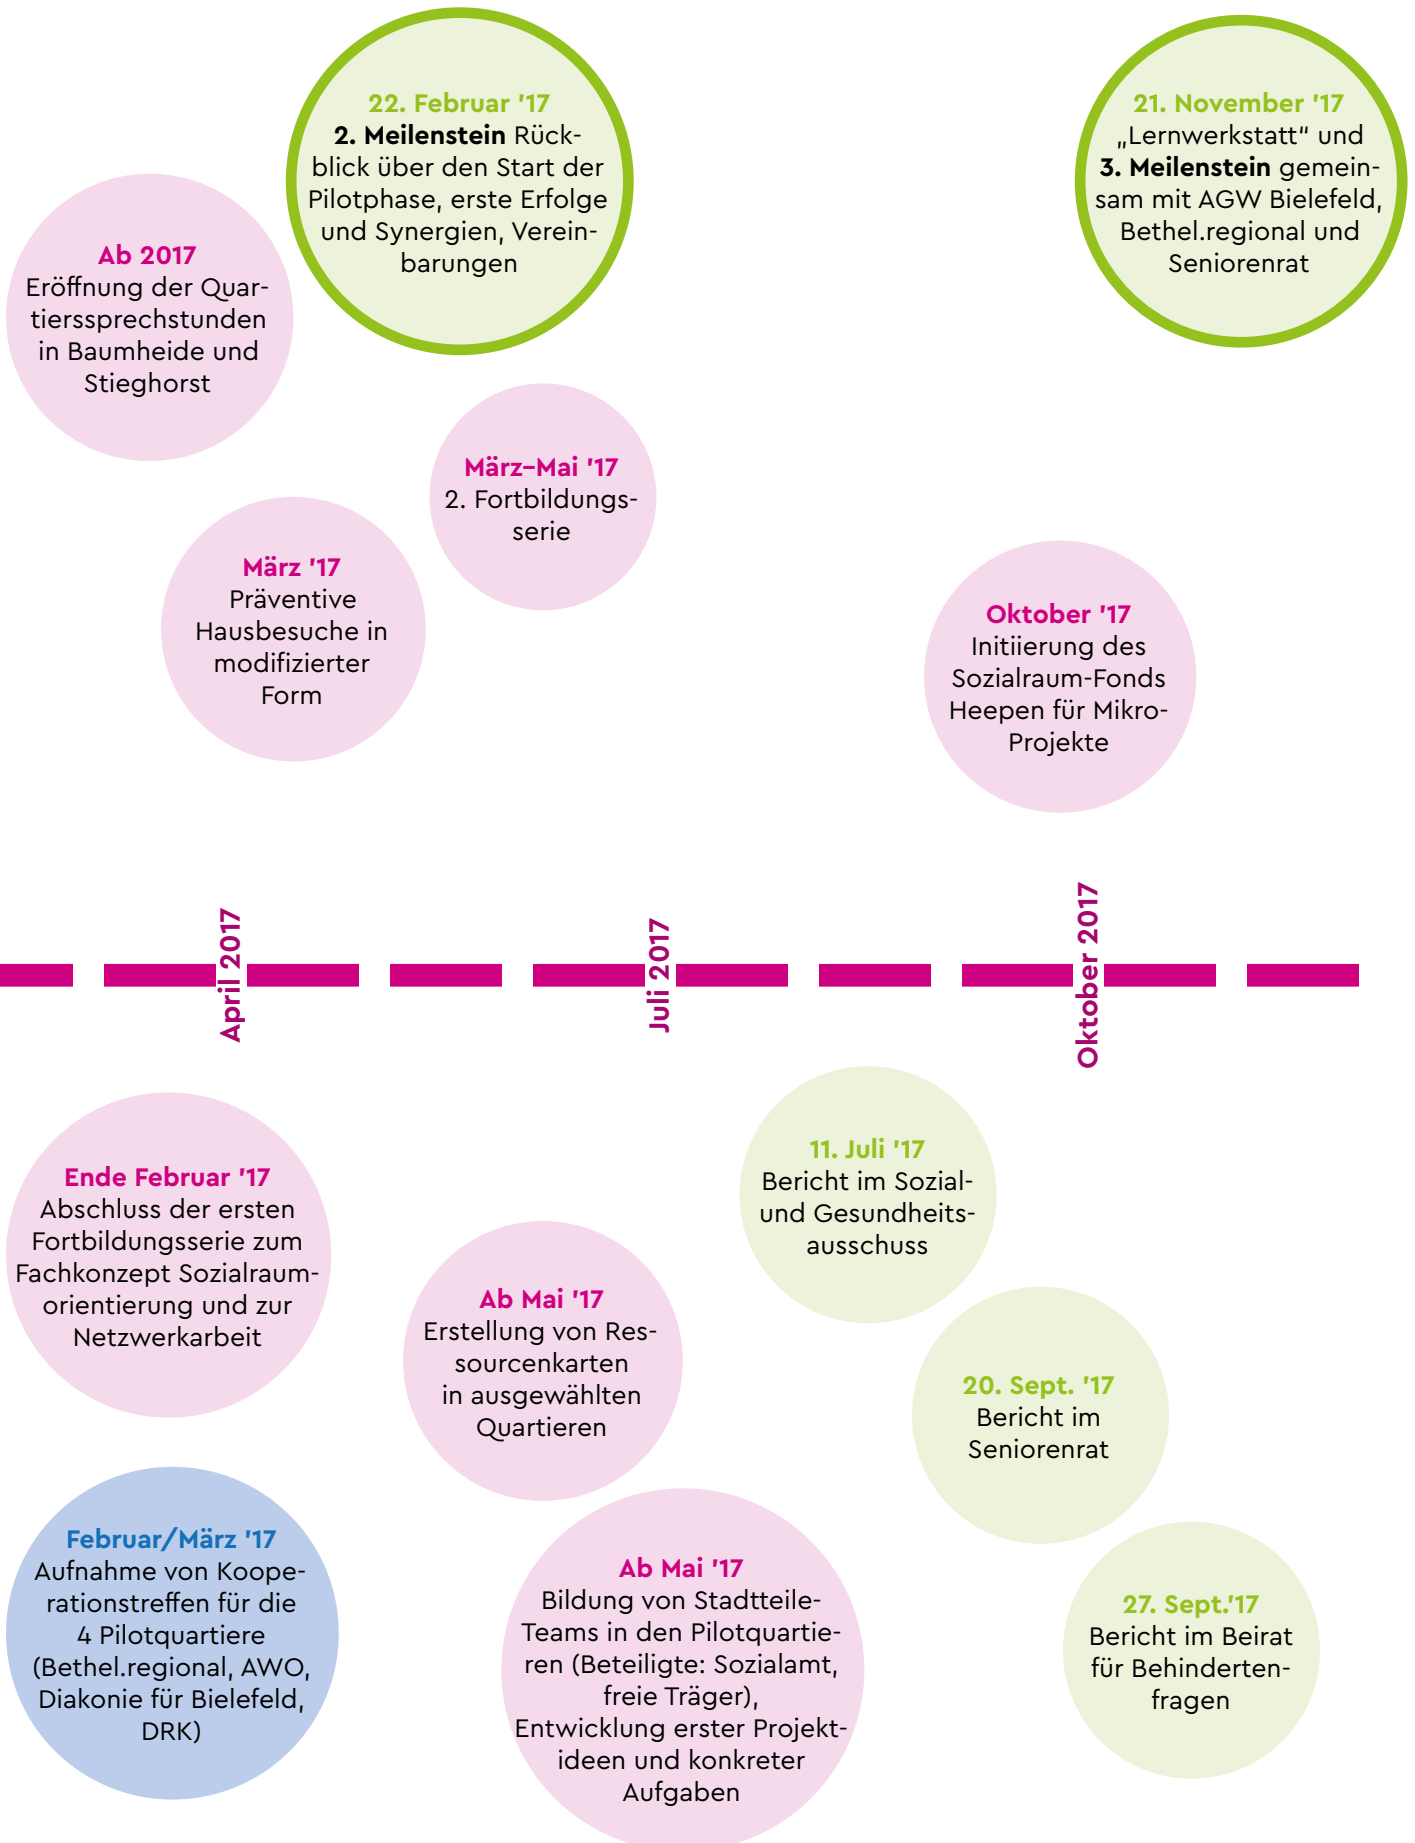 22. Februar '17
2. Meilenstein Rück-
blick über den Start der
Pilotphase, erste Erfolge
und Synergien, Verein-
barungen
21. November '17
„Lernwerkstatt“ und
3. Meilenstein gemein-
sam mit AGW Bielefeld,
Bethel.regional und
Seniorenrat
Ab 2017
Eröffnung der Quar-
tierssprechstunden
in Baumheide und
Stieghorst
März–Mai '17
2. Fortbildungs-
serie
März '17
Präventive
Hausbesuche in
modifizierter
Form
Oktober '17
Initiierung des
Sozialraum-Fonds
Heepen für Mikro-
Projekte
April 2017
Juli 2017
Oktober 2017
Ende Februar '17
Abschluss der ersten
Fortbildungsserie zum
Fachkonzept Sozialraum-
orientierung und zur
Netzwerkarbeit
11. Juli '17
Bericht im Sozial-
und Gesundheits-
ausschuss
Ab Mai '17
Erstellung von Res-
sourcenkarten
in ausgewählten
Quartieren
20. Sept. '17
Bericht im
Seniorenrat
Februar/März '17
Aufnahme von Koope-
rationstreffen für die
4 Pilotquartiere
(Bethel.regional, AWO,
Diakonie für Bielefeld,
DRK)
Ab Mai '17
Bildung von Stadtteile-
Teams in den Pilotquartie-
ren (Beteiligte: Sozialamt,
freie Träger),
Entwicklung erster Projekt-
ideen und konkreter
Aufgaben
27. Sept.'17
Bericht im Beirat
für Behinderten-
fragen